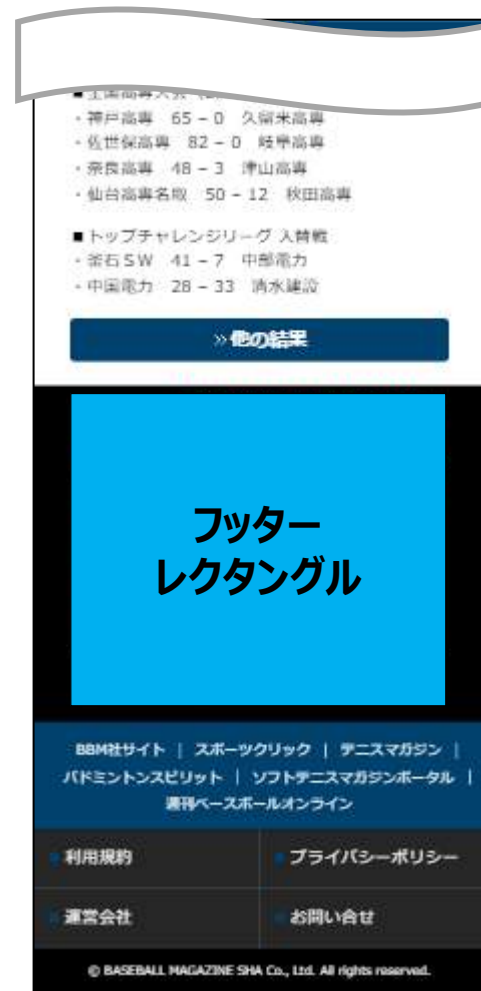 ■全国高専大会
・神戸高専 65 – 0 久留米高専
・佐世保高専 82 – 0 岐阜高専
・奈良高専 48 – 3 津山高専
・仙台高専名取 50 – 12 秋田高専
■トップチャレンジリーグ 入替戦
・釜石SW 41 – 7 中部電力
・中国電力 28 – 33 清水建設
»他の結果
フッター
レクタングル
BBM社サイト | スポーツクリック | テニスマガジン |
バドミントンスピリット | ソフトテニスマガジンポータル |
週刊ベースボールオンライン
利用規約 プライバシーポリシー
運営会社 お問い合せ
© BASEBALL MAGAZINE SHA Co., Ltd. All rights reserved.